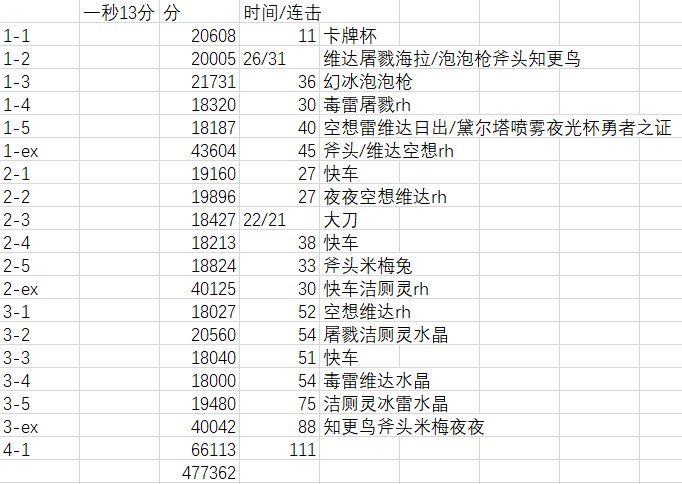 一秒13分 分 时间/连击
1-1 20608 11 卡牌杯
1-2 20005 26/31 维达屠戮海拉/泡泡枪斧头知更鸟
1-3 21731 36 幻冰泡泡枪
1-4 18320 30 毒雷屠戮rh
1-5 18187 40 空想雷维达日出/黛尔塔喷雾夜光杯勇者之证
1-ex 43604 45 斧头/维达空想rh
2-1 19160 27 快车
2-2 19896 27 夜夜空想维达rh
2-3 18427 22/21 大刀
2-4 18213 38 快车
2-5 18824 33 斧头米梅兔
2-ex 40125 30 快车洁厕灵rh
3-1 18027 52 空想维达rh
3-2 20560 54 屠戮洁厕灵水晶
3-3 18040 51 快车
3-4 18000 54 毒雷维达水晶
3-5 19480 75 洁厕灵冰雷水晶
3-ex 40042 88 知更鸟斧头米梅夜夜
4-1 66113 111
477362